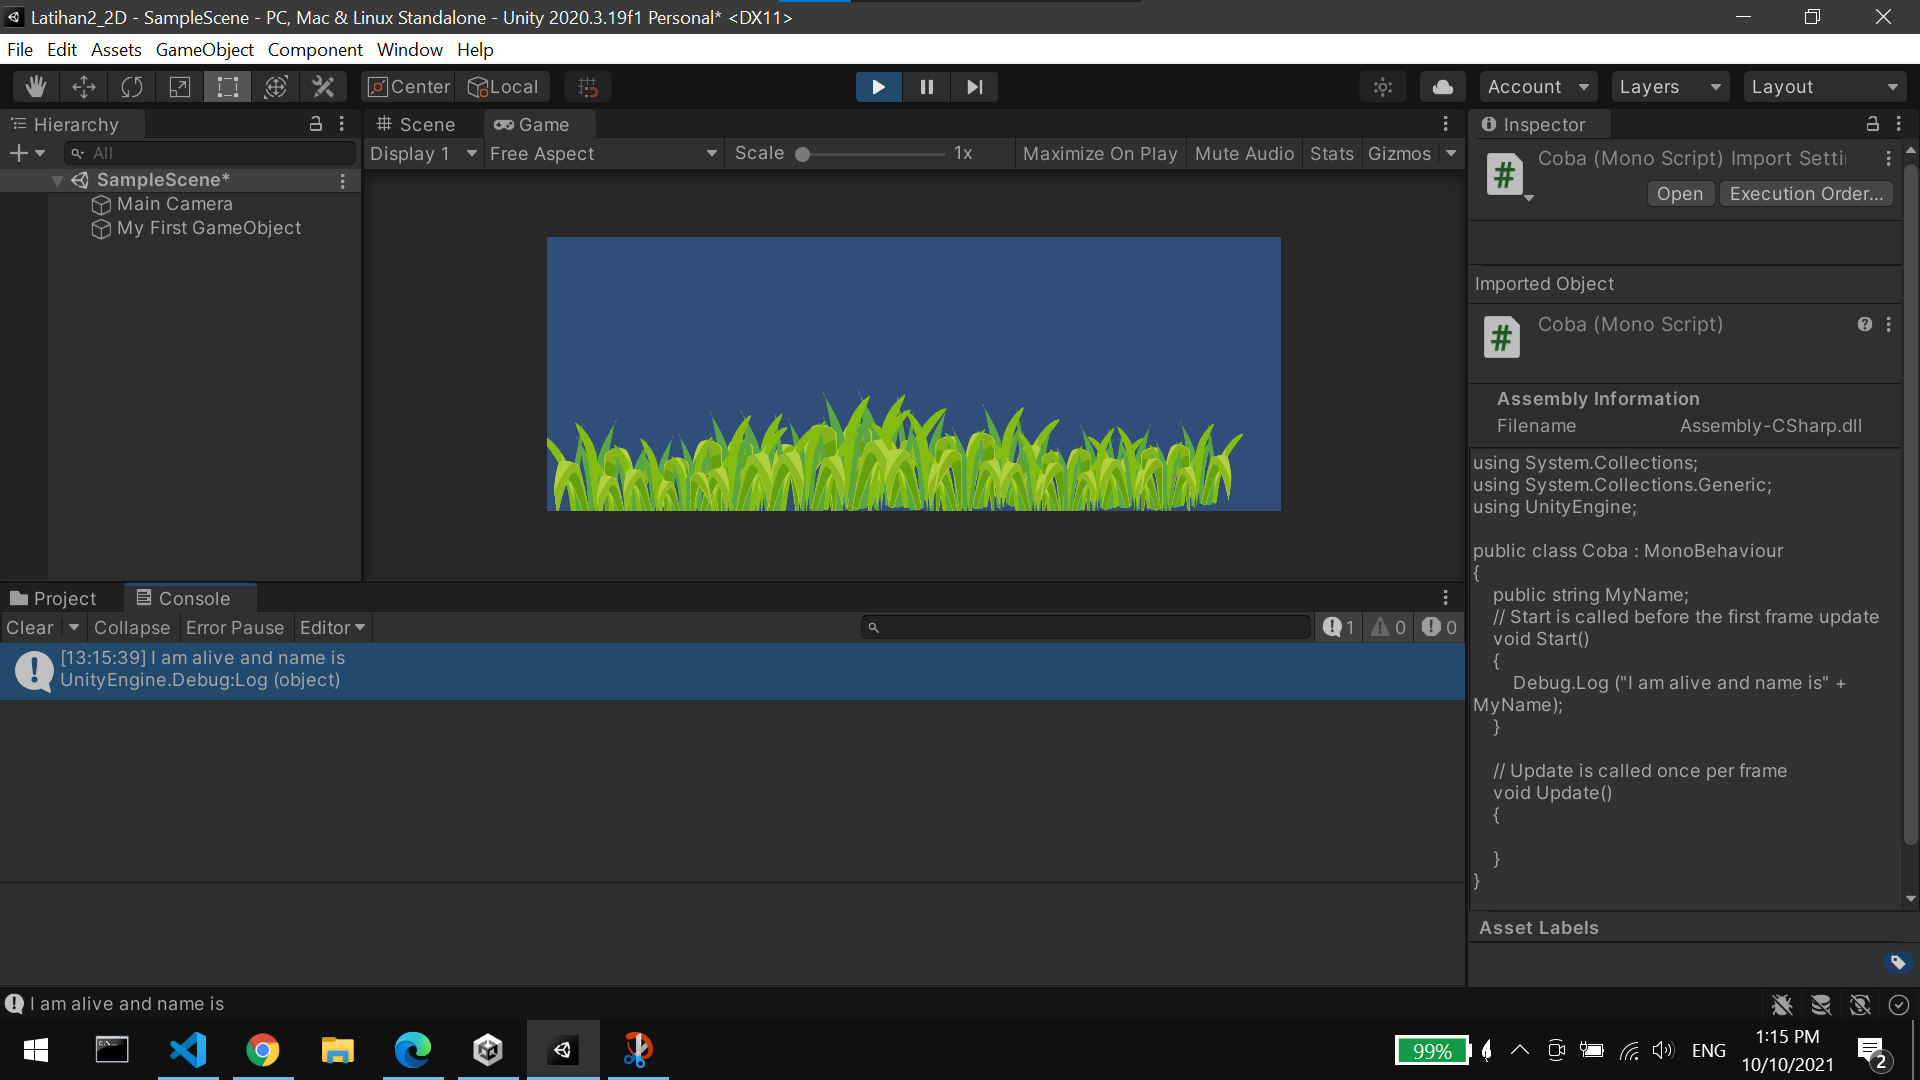 Latihan2_2D - SampleScene - PC, Mac & Linux Standalone - Unity 2020.3.19f1 Personal* <DX11>
File Edit Assets GameObject Component Window Help
Center Local Account Layers Layout
Hierarchy
All
SampleScene*
Main Camera
My First GameObject
Scene Game
Display 1 Free Aspect Scale 1x Maximize On Play Mute Audio Stats Gizmos
Project Console
Clear Collapse Error Pause Editor 1 0 0
[13:15:39] I am alive and name is
UnityEngine.Debug:Log (object)
Inspector
Coba (Mono Script) Import Setti
Open Execution Order...
Imported Object
Coba (Mono Script)
Assembly Information
Filename Assembly-CSharp.dll
using System.Collections;
using System.Collections.Generic;
using UnityEngine;
public class Coba : MonoBehaviour
{
public string MyName;
// Start is called before the first frame update
void Start()
{
Debug.Log ("I am alive and name is" +
MyName);
}
// Update is called once per frame
void Update()
{
}
}
Asset Labels
I am alive and name is
99% ENG 1:15 PM
10/10/2021
2